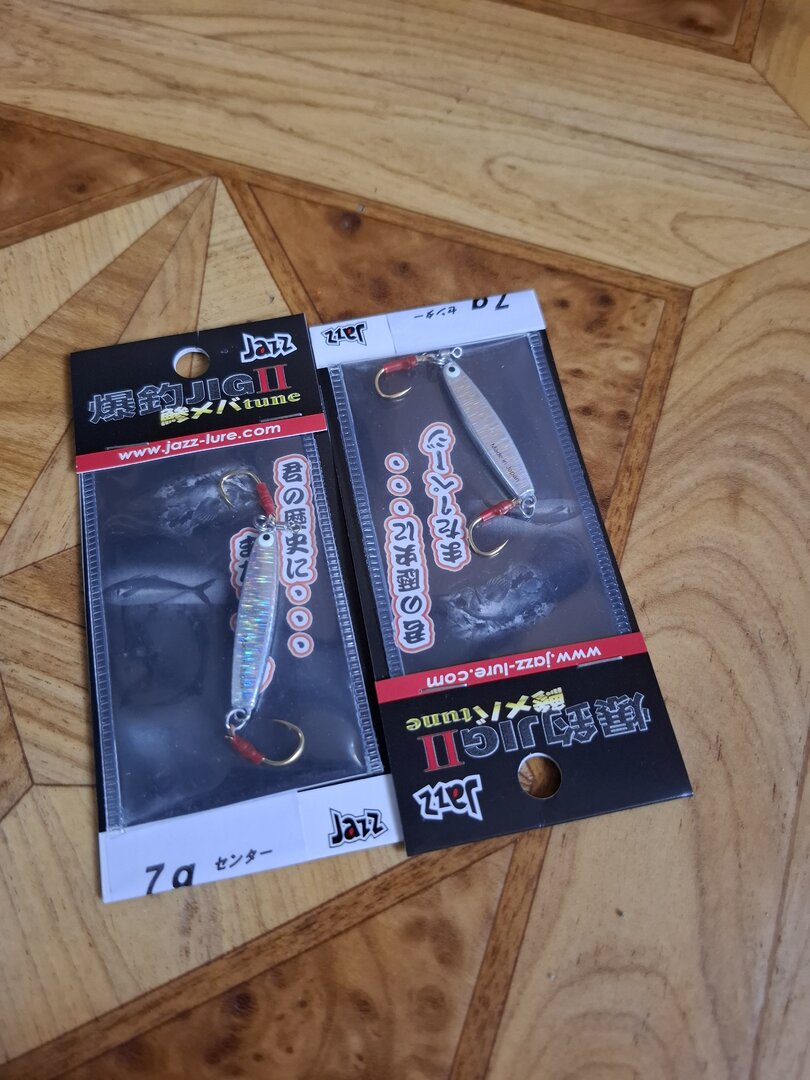 Jazz
爆釣JIGⅡ
鯵メバtune
www.jazz-lure.com
君の歴史に・・・・
また
7g センター
Jazz
Jazz
爆釣JIGⅡ
鯵メバtune
www.jazz-lure.com
君の歴史に・・・・
また1ページ
Made in Japan
7g センター
Jazz